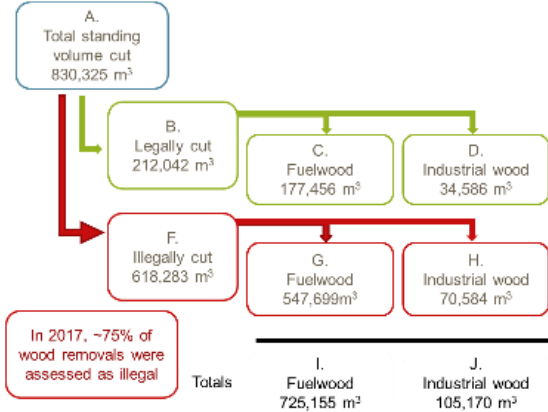 A.
Total standing
volume cut
830,325 m³
B.
Legally cut
212,042 m³
C.
Fuelwood
177,456 m³
D.
Industrial wood
34,586 m³
F.
Illegally cut
618,283 m³
G.
Fuelwood
547,699m³
H.
Industrial wood
70,584 m³
In 2017, ~75% of
wood removals were
assessed as illegal
Totals
I.
Fuelwood
725,155 m³
J.
Industrial wood
105,170 m³